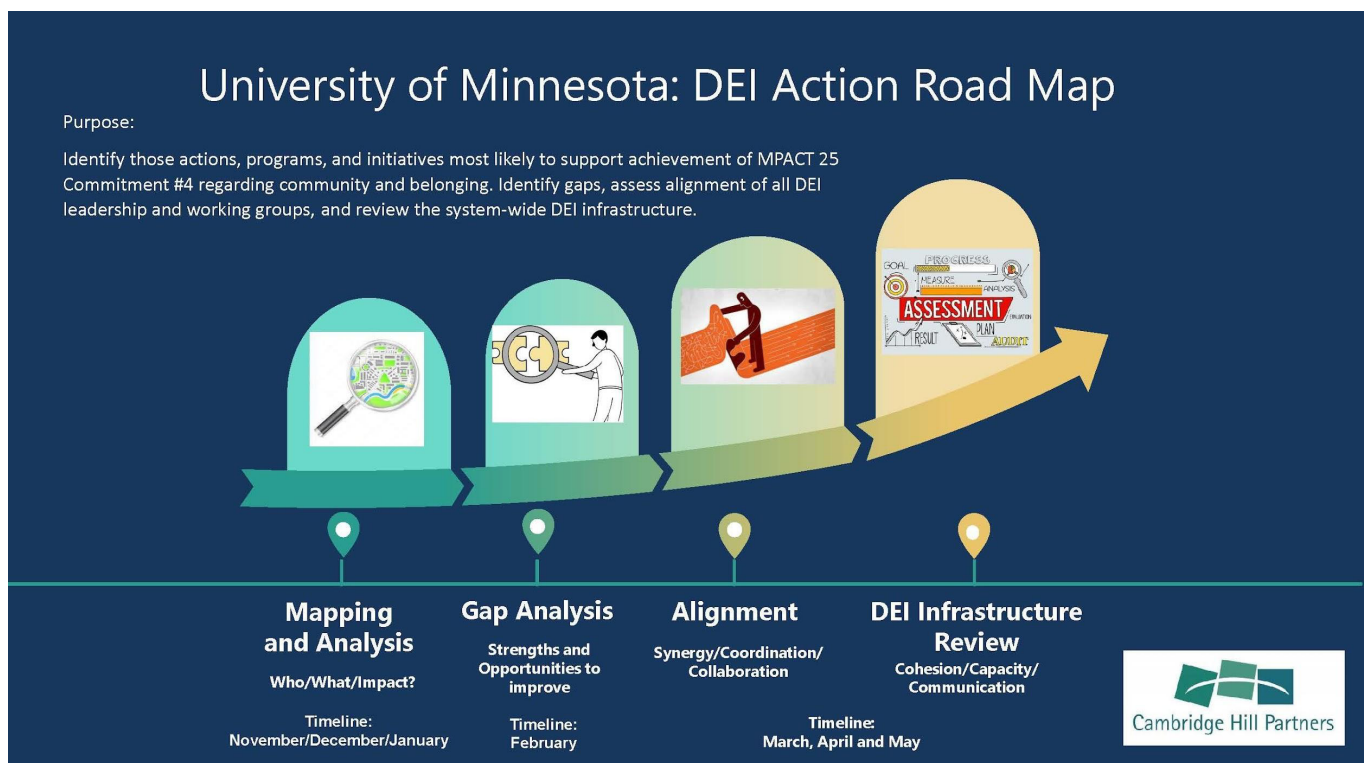 University of Minnesota: DEI Action Road Map
Purpose:
Identify those actions, programs, and initiatives most likely to support achievement of MPACT 25
Commitment #4 regarding community and belonging. Identify gaps, assess alignment of all DEI
leadership and working groups, and review the system-wide DEI infrastructure.
GOAL
PROGRESS
MEASURE
ANALYSIS
ASSESSMENT
EVALUATION
RESULT
PLAN
AUDIT
Mapping
and Analysis
Who/What/Impact?
Timeline:
November/December/January
Gap Analysis
Strengths and
Opportunities to
improve
Timeline:
February
Alignment
Synergy/Coordination/
Collaboration
DEI Infrastructure
Review
Cohesion/Capacity/
Communication
Timeline:
March, April and May
Cambridge Hill Partners